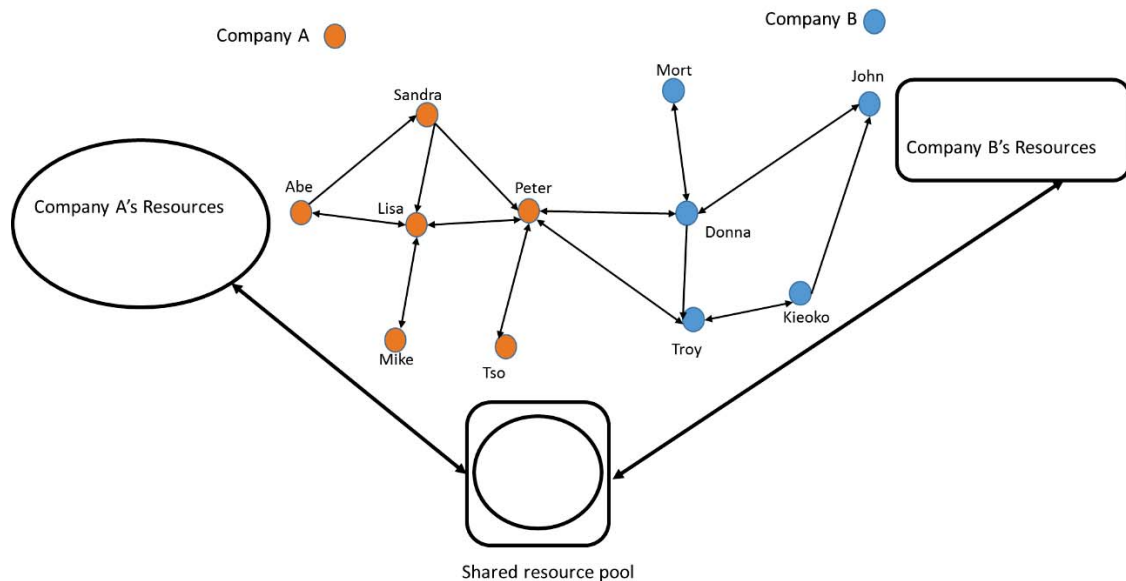 Company A
Company B
Mort
John
Sandra
Company B's Resources
Abe
Peter
Company A's Resources
Lisa
Donna
Kieoko
Troy
Mike
Tso
Shared resource pool